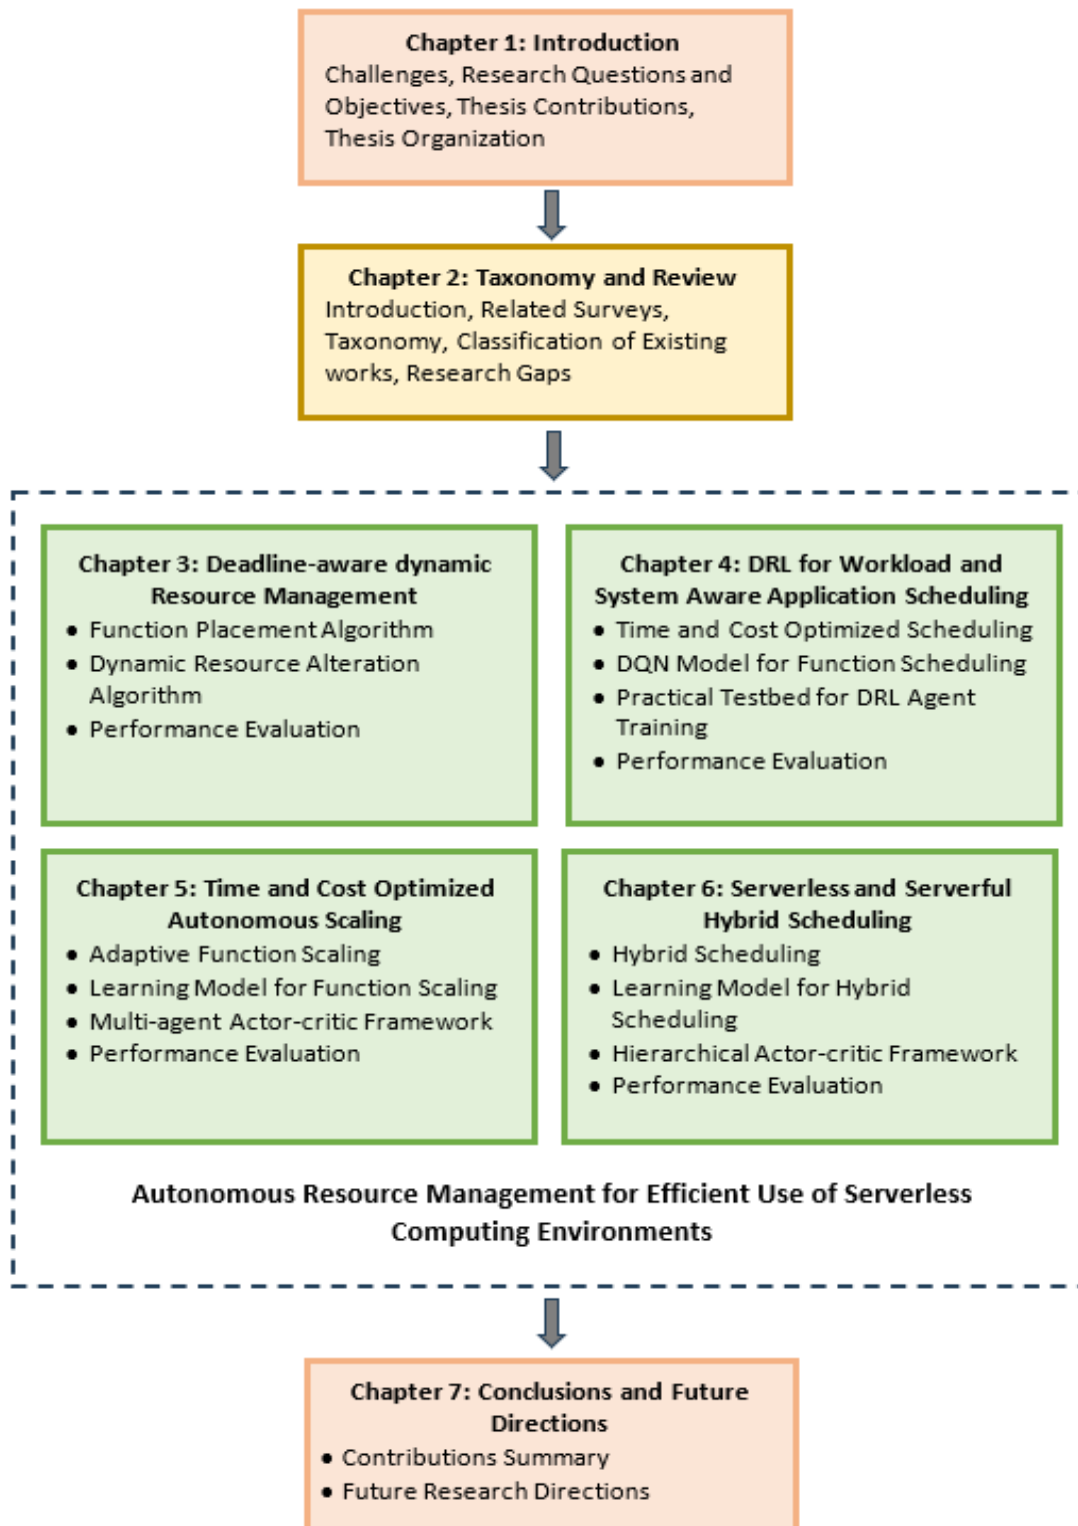 Chapter 1: Introduction
Challenges, Research Questions and
Objectives, Thesis Contributions,
Thesis Organization
Chapter 2: Taxonomy and Review
Introduction, Related Surveys,
Taxonomy, Classification of Existing
works, Research Gaps
Chapter 3: Deadline-aware dynamic
Resource Management
• Function Placement Algorithm
• Dynamic Resource Alteration
Algorithm
• Performance Evaluation
Chapter 4: DRL for Workload and
System Aware Application Scheduling
• Time and Cost Optimized Scheduling
• DQN Model for Function Scheduling
• Practical Testbed for DRL Agent
Training
• Performance Evaluation
Chapter 5: Time and Cost Optimized
Autonomous Scaling
• Adaptive Function Scaling
• Learning Model for Function Scaling
• Multi-agent Actor-critic Framework
• Performance Evaluation
Chapter 6: Serverless and Serverful
Hybrid Scheduling
• Hybrid Scheduling
• Learning Model for Hybrid
Scheduling
• Hierarchical Actor-critic Framework
• Performance Evaluation
Autonomous Resource Management for Efficient Use of Serverless
Computing Environments
Chapter 7: Conclusions and Future
Directions
• Contributions Summary
• Future Research Directions